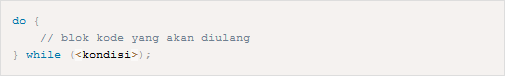 do {
    // blok kode yang akan diulang
} while (<kondisi>);